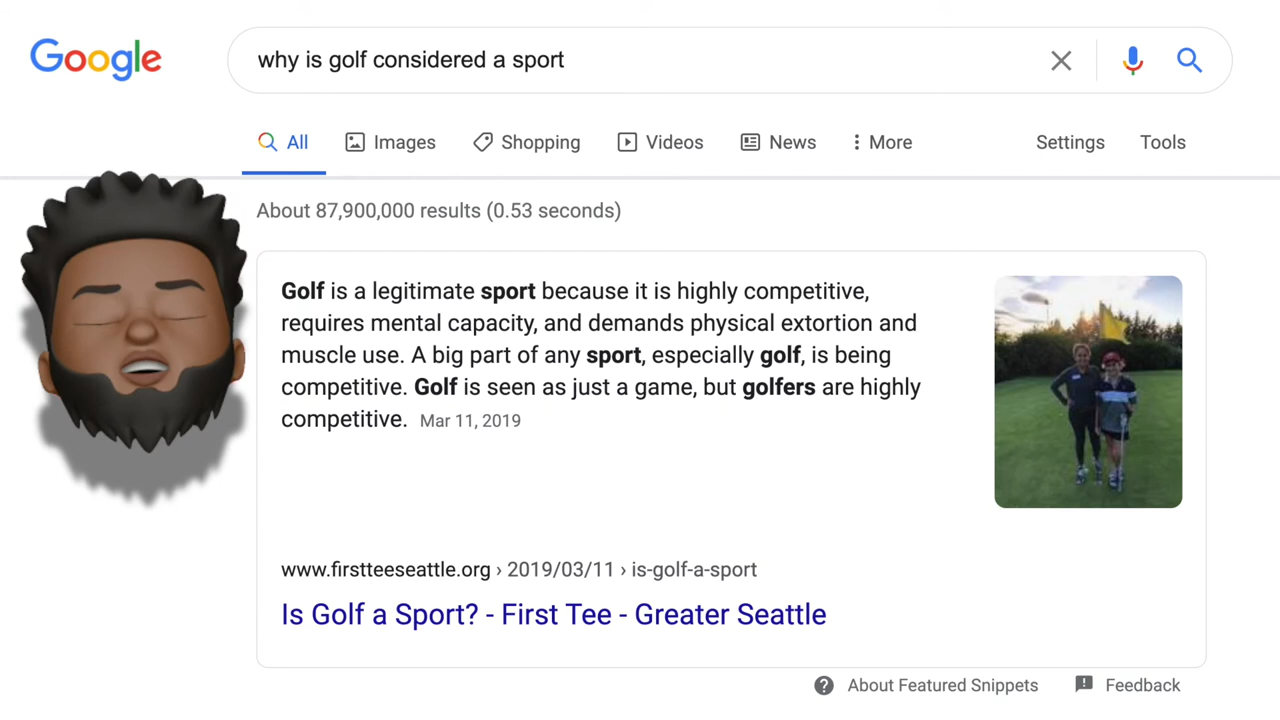 Google
why is golf considered a sport
All Images Shopping Videos News More Settings Tools
About 87,900,000 results (0.53 seconds)
Golf is a legitimate sport because it is highly competitive,
requires mental capacity, and demands physical extortion and
muscle use. A big part of any sport, especially golf, is being
competitive. Golf is seen as just a game, but golfers are highly
competitive. Mar 11, 2019
www.firstteeseattle.org › 2019/03/11 › is-golf-a-sport
Is Golf a Sport? - First Tee - Greater Seattle
About Featured Snippets Feedback